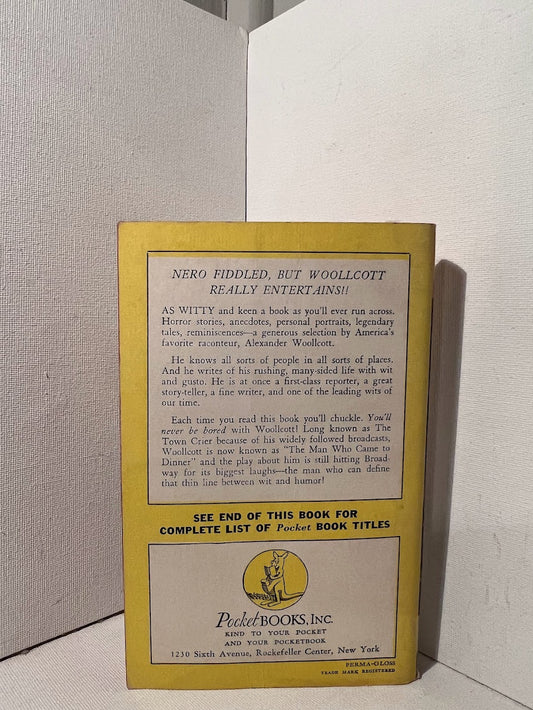 NERO FIDDLED, BUT WOOLLCOTT
REALLY ENTERTAINS!!
AS WITTY and keen a book as you'll ever run across.
Horror stories, anecdotes, personal portraits, legendary
tales, reminiscences—a generous selection by America's
favorite raconteur, Alexander Woollcott.
He knows all sorts of people in all sorts of places.
And he writes of his rushing, many-sided life with wit
and gusto. He is at once a first-class reporter, a great
story-teller, a fine writer, and one of the leading wits of
our time.
Each time you read this book you'll chuckle. You'll
never be bored with Woollcott! Long known as The
Town Crier because of his widely followed broadcasts,
Woollcott is now known as "The Man Who Came to
Dinner" and the play about him is still hitting Broad-
way for its biggest laughs—the man who can define
that thin line between wit and humor!
SEE END OF THIS BOOK FOR
COMPLETE LIST OF Pocket BOOK TITLES
Pocket BOOKS, INC.
KIND TO YOUR POCKET
AND YOUR POCKETBOOK
1230 Sixth Avenue, Rockefeller Center, New York
PERMA-GLOSS
TRADE MARK REGISTERED